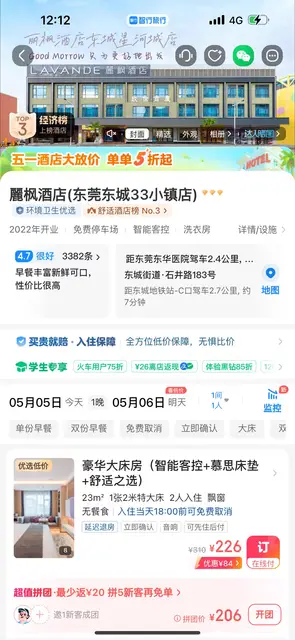 12:12
智行旅行
4G
丽枫酒店东城星河城店
Good Morrow
LAVANDE 麗枫酒店
TOP 3
经济榜
上榜酒店
封面
精选
外观
相册
五一酒店大放价 单单5折起
HOTEL
麗枫酒店(东莞东城33小镇店)
环境卫生优选
舒适酒店榜 No.3
2022年开业
免费停车场
智能客控
洗衣房
详情/设施
4.7 很好 3382条
早餐丰富新鲜可口，
性价比很高
距东莞东华医院驾车2.4公里，...
东城街道·石井路183号
距东城地铁站-C口驾车2.7公里，约
7分钟
地图
买贵就赔·入住保障
全方位低价保障，无惧比价
学生专享
火车用户75折
¥26离店返现
体验黑钻85折
05月05日 今天 1晚 05月06日 明天
最低价
1间
1人
监控
单份早餐
双份早餐
免费取消
立即确认
大床
优选低价
6
豪华大床房（智能客控+慕思床垫
+舒适之选）
23m² 1张2米特大床 2人入住 飘窗
无餐食 入住当天18:00前可免费取消
延迟退房
立即确认
音响
可先住后付
¥310 ¥226
优惠¥84
订
在线付
超值拼团·最少返¥20 拼5新客再免单
邀1新客成团
拼团价 ¥206
开团